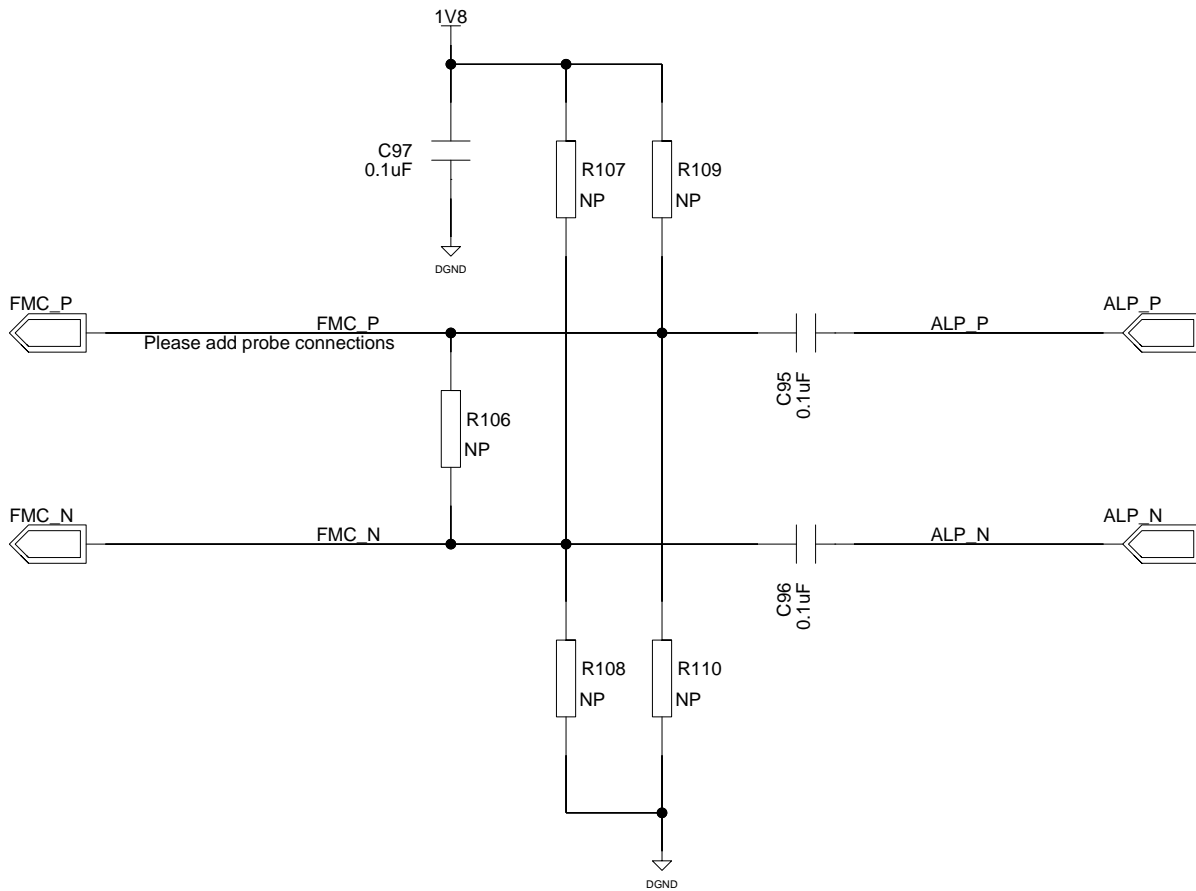 1V8
C97
0.1uF
R107
NP
R109
NP
DGND
FMC_P
FMC_P
Please add probe connections
ALP_P
ALP_P
C95
0.1uF
R106
NP
FMC_N
FMC_N
ALP_N
ALP_N
C96
0.1uF
R108
NP
R110
NP
DGND